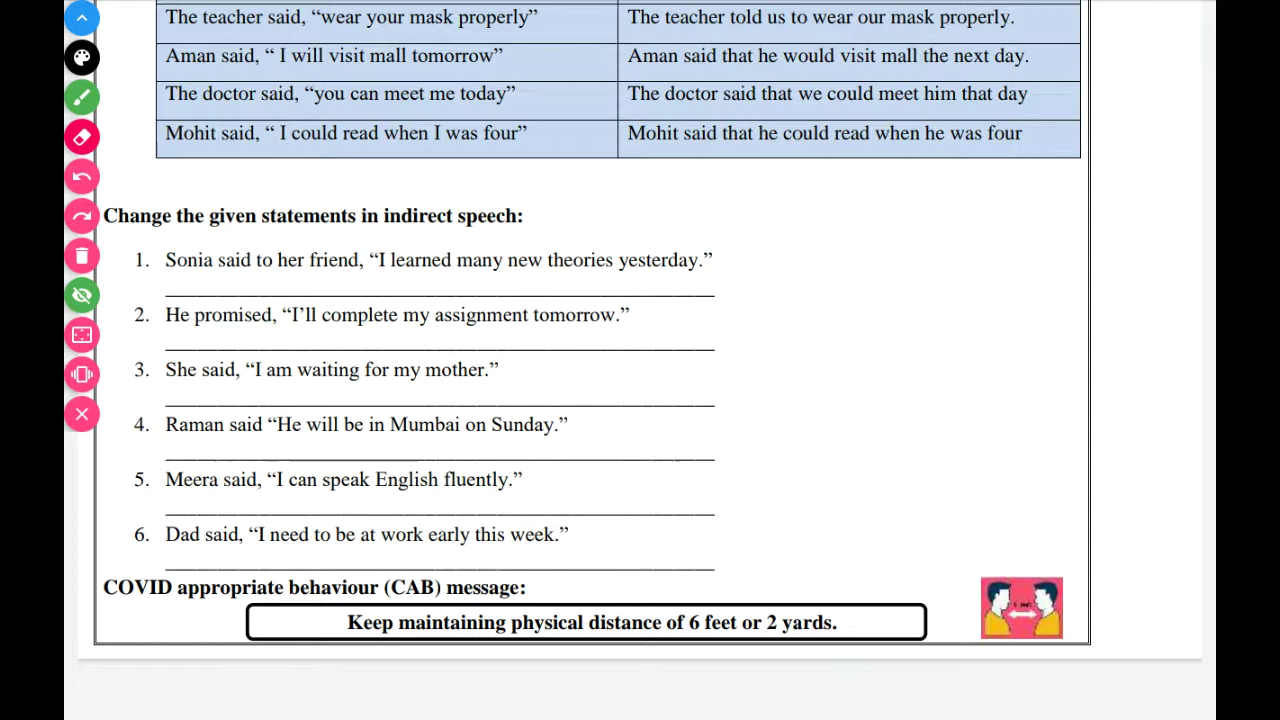 The teacher said, “wear your mask properly” The teacher told us to wear our mask properly.
Aman said, “ I will visit mall tomorrow” Aman said that he would visit mall the next day.
The doctor said, “you can meet me today” The doctor said that we could meet him that day
Mohit said, “ I could read when I was four” Mohit said that he could read when he was four
Change the given statements in indirect speech:
1. Sonia said to her friend, “I learned many new theories yesterday.”
2. He promised, “I’ll complete my assignment tomorrow.”
3. She said, “I am waiting for my mother.”
4. Raman said “He will be in Mumbai on Sunday.”
5. Meera said, “I can speak English fluently.”
6. Dad said, “I need to be at work early this week.”
COVID appropriate behaviour (CAB) message:
Keep maintaining physical distance of 6 feet or 2 yards.